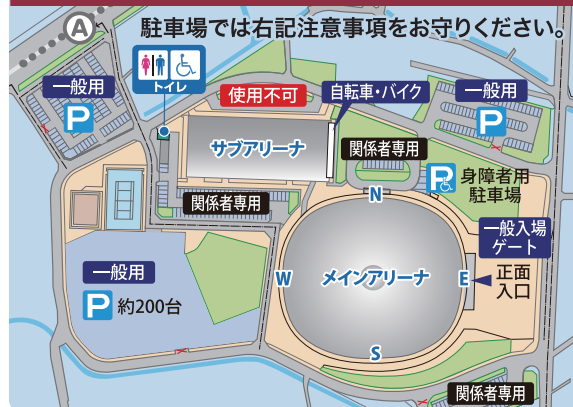 A
駐車場では右記注意事項をお守りください。
一般用
P
トイレ
使用不可
自転車・バイク
一般用
P
サブアリーナ
関係者専用
身障者用
駐車場
P
関係者専用
N
一般入場
ゲート
一般用
P 約200台
W
メインアリーナ
E
正面
入口
S
関係者専用